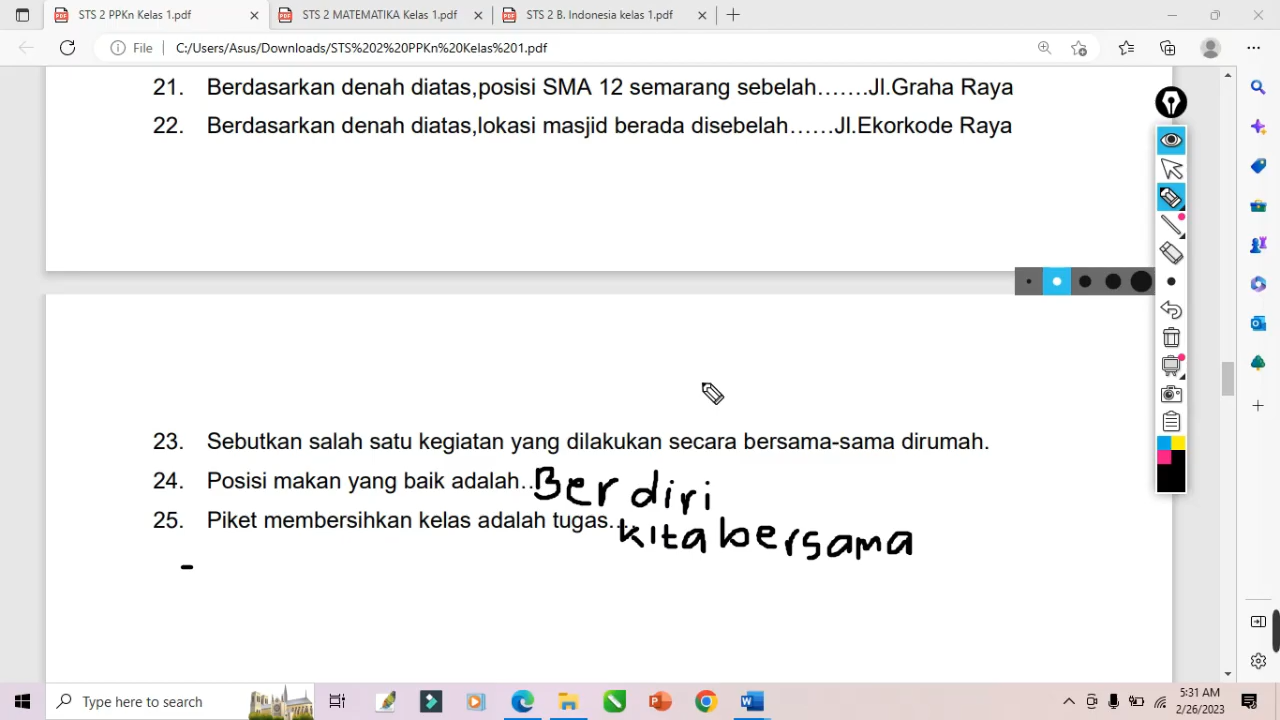 STS 2 PPKn Kelas 1.pdf
STS 2 MATEMATIKA Kelas 1.pdf
STS 2 B. Indonesia kelas 1.pdf
File
C:/Users/Asus/Downloads/STS%202%20PPKn%20Kelas%201.pdf
21. Berdasarkan denah diatas,posisi SMA 12 semarang sebelah…….Jl.Graha Raya
22. Berdasarkan denah diatas,lokasi masjid berada disebelah……Jl.Ekorkode Raya
23. Sebutkan salah satu kegiatan yang dilakukan secara bersama-sama dirumah.
24. Posisi makan yang baik adalah… Berdiri
25. Piket membersihkan kelas adalah tugas…. kita bersama
-
Type here to search
5:31 AM
2/26/2023